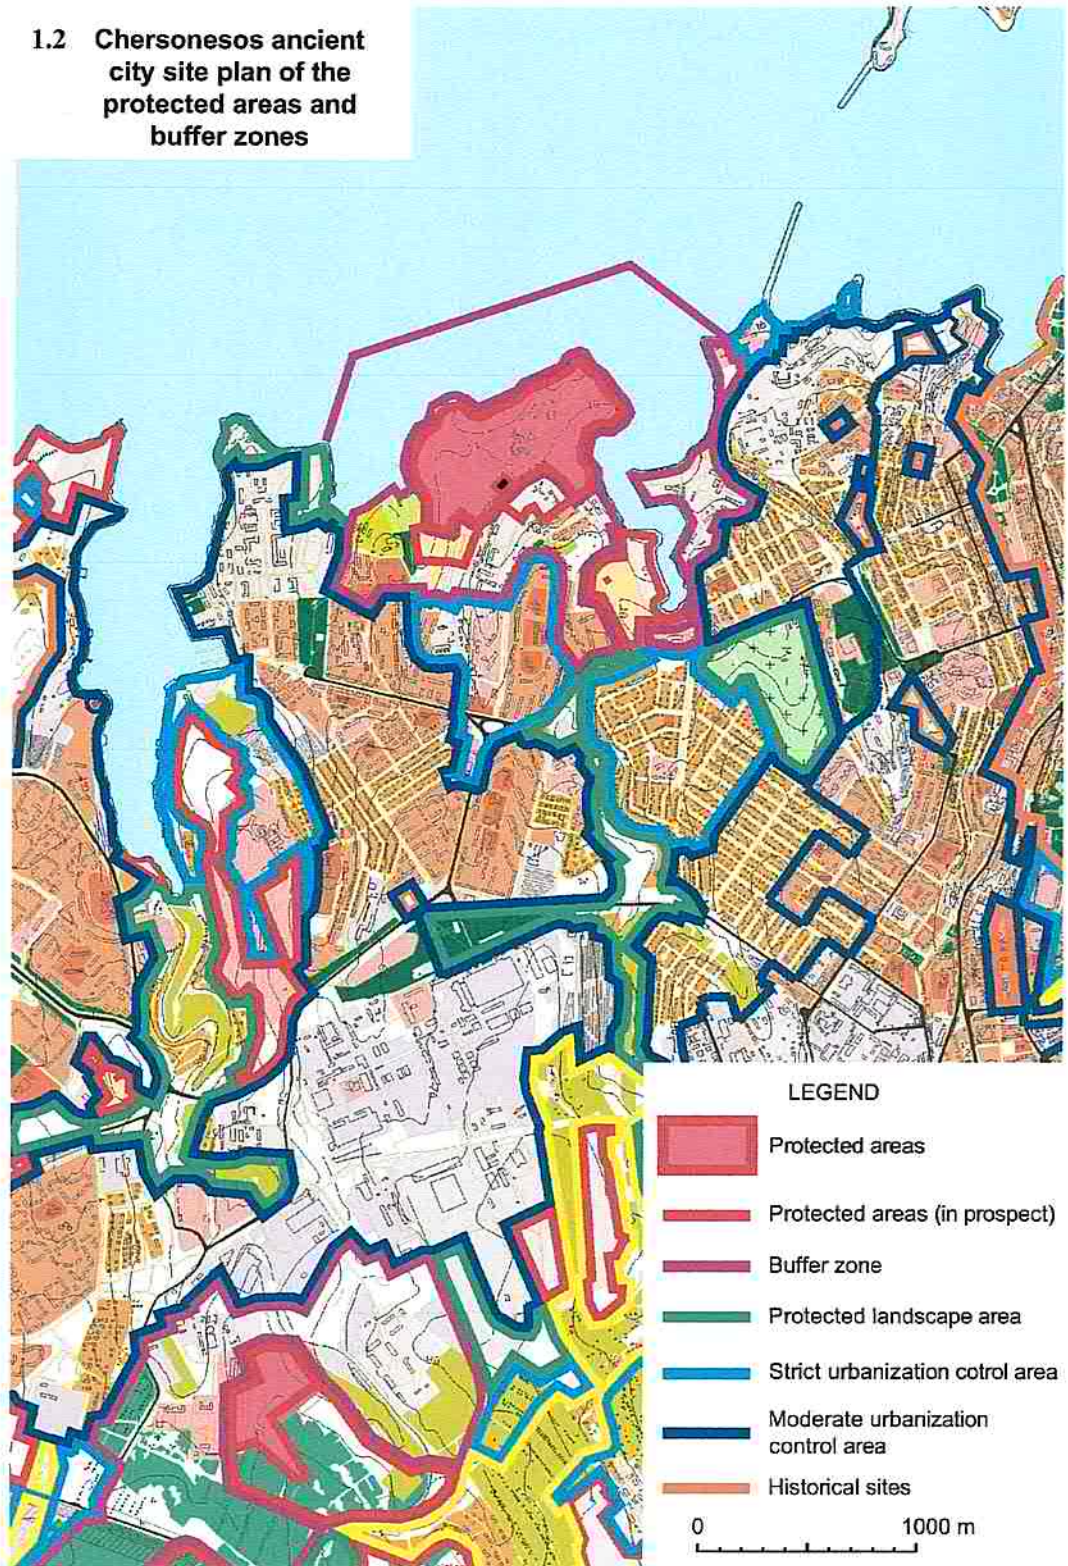 1.2 Chersonesos ancient
city site plan of the
protected areas and
buffer zones
LEGEND
Protected areas
Protected areas (in prospect)
Buffer zone
Protected landscape area
Strict urbanization cotrol area
Moderate urbanization
control area
Historical sites
0 1000 m